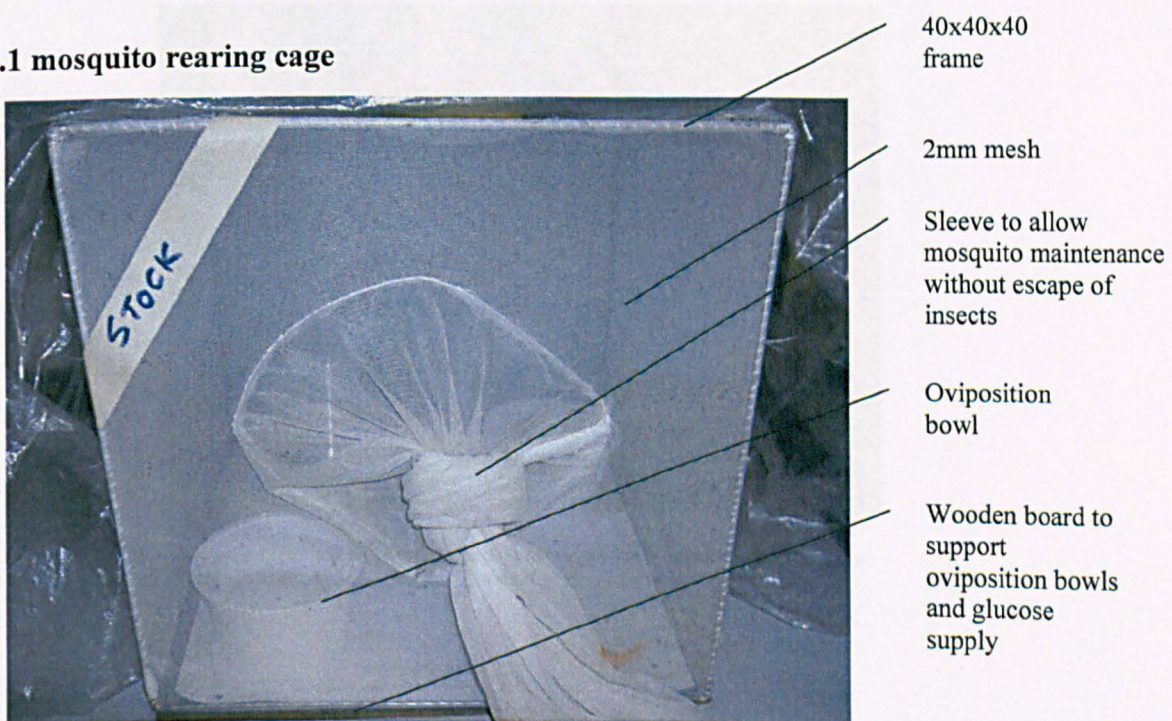 .1 mosquito rearing cage
40x40x40
frame
2mm mesh
Sleeve to allow
mosquito maintenance
without escape of
insects
Oviposition
bowl
Wooden board to
support
oviposition bowls
and glucose
supply
STOCK